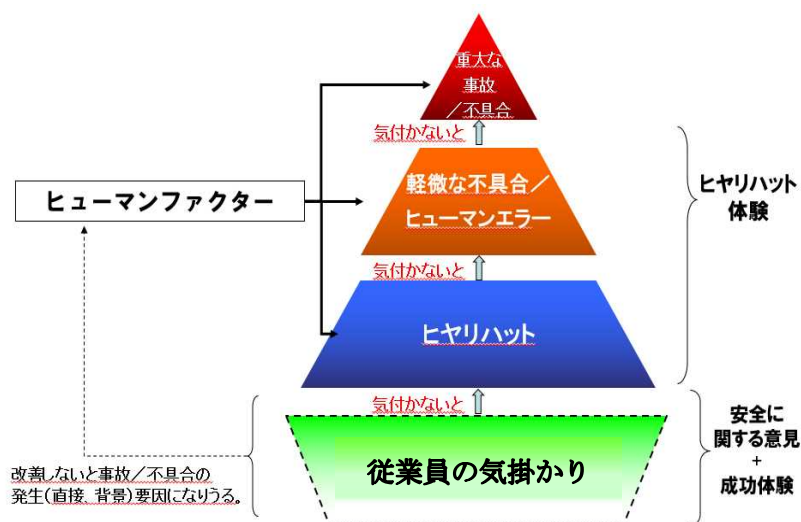 重大な
事故
／不具合
気付かないと
軽微な不具合／
ヒューマンエラー
ヒヤリハット
体験
ヒューマンファクター
気付かないと
ヒヤリハット
気付かないと
従業員の気掛かり
安全に
関する意見
+
成功体験
改善しないと事故／不具合の
発生(直接、背景)要因になりうる。